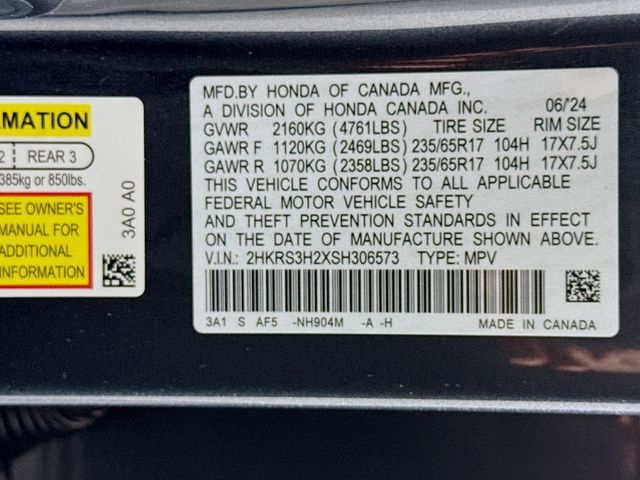 MATION
2 REAR 3
385kg or 850lbs.
SEE OWNER'S
MANUAL FOR
ADDITIONAL
INFORMATION
3A0 A0
MFD.BY HONDA OF CANADA MFG.,
A DIVISION OF HONDA CANADA INC. 06/'24
GVWR 2160KG (4761LBS) TIRE SIZE RIM SIZE
GAWR F 1120KG (2469LBS) 235/65R17 104H 17X7.5J
GAWR R 1070KG (2358LBS) 235/65R17 104H 17X7.5J
THIS VEHICLE CONFORMS TO ALL APPLICABLE
FEDERAL MOTOR VEHICLE SAFETY
AND THEFT PREVENTION STANDARDS IN EFFECT
ON THE DATE OF MANUFACTURE SHOWN ABOVE.
V.I.N.: 2HKRS3H2XSH306573 TYPE: MPV
3A1 S AF5 -NH904M -A -H MADE IN CANADA